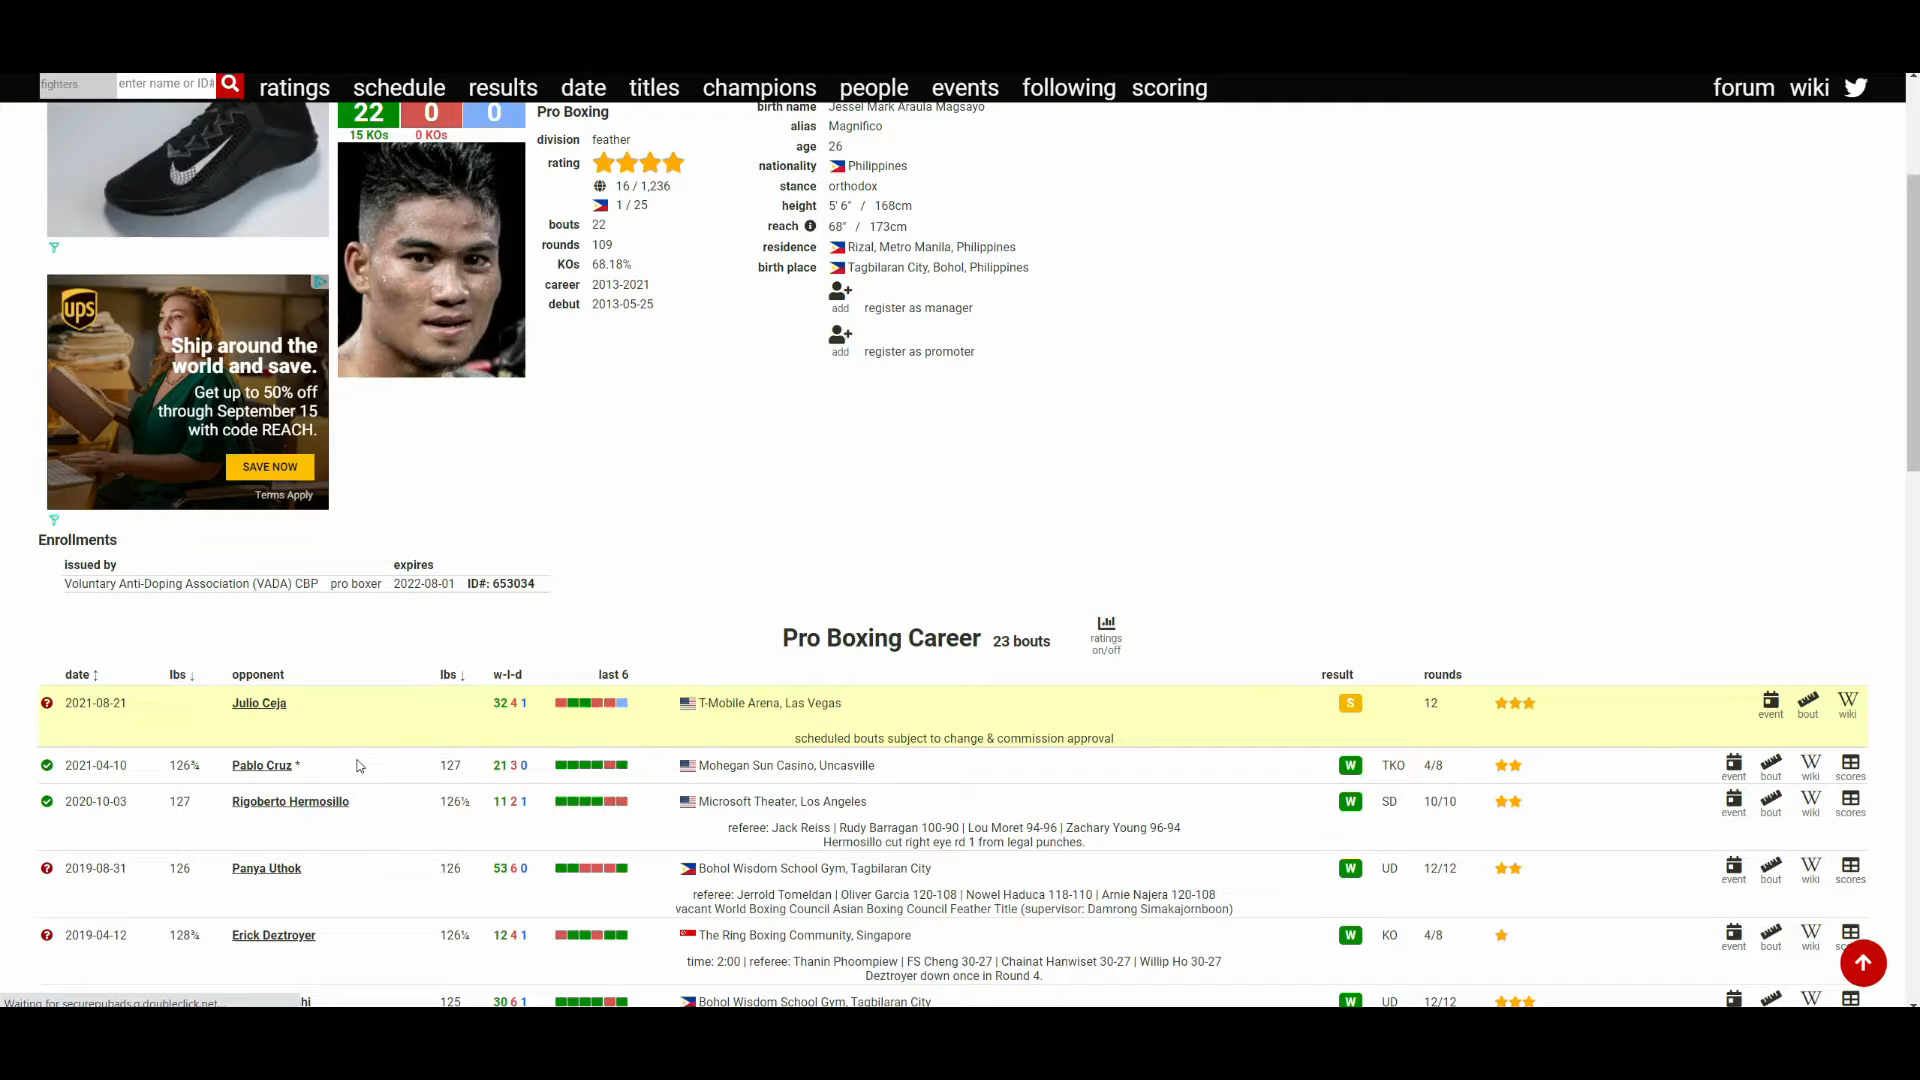 fighters enter name or ID# ratings schedule results date titles champions people events following scoring forum wiki
22 0 0
15 KOs 0 KOs
Pro Boxing
division feather
rating
16 / 1,236
1 / 25
bouts 22
rounds 109
KOs 68.18%
career 2013-2021
debut 2013-05-25
birth name Jessel Mark Araula Magsayo
alias Magnifico
age 26
nationality Philippines
stance orthodox
height 5' 6" / 168cm
reach 68" / 173cm
residence Rizal, Metro Manila, Philippines
birth place Tagbilaran City, Bohol, Philippines
add register as manager
add register as promoter
ups
Ship around the
world and save.
Get up to 50% off
through September 15
with code REACH.
SAVE NOW
Terms Apply
Enrollments
issued by expires
Voluntary Anti-Doping Association (VADA) CBP pro boxer 2022-08-01 ID#: 653034
Pro Boxing Career 23 bouts
ratings
on/off
date lbs opponent lbs w-l-d last 6 result rounds
2021-08-21 Julio Ceja 32 4 1 T-Mobile Arena, Las Vegas S 12 event bout wiki
scheduled bouts subject to change & commission approval
2021-04-10 126¾ Pablo Cruz * 127 21 3 0 Mohegan Sun Casino, Uncasville W TKO 4/8 event bout wiki scores
2020-10-03 127 Rigoberto Hermosillo 126½ 11 2 1 Microsoft Theater, Los Angeles W SD 10/10 event bout wiki scores
referee: Jack Reiss | Rudy Barragan 100-90 | Lou Moret 94-96 | Zachary Young 96-94
Hermosillo cut right eye rd 1 from legal punches.
2019-08-31 126 Panya Uthok 126 53 6 0 Bohol Wisdom School Gym, Tagbilaran City W UD 12/12 event bout wiki scores
referee: Jerrold Tomeldan | Oliver Garcia 120-108 | Nowel Haduca 118-110 | Arnie Najera 120-108
vacant World Boxing Council Asian Boxing Council Feather Title (supervisor: Damrong Simakajornboon)
2019-04-12 128¾ Erick Deztroyer 126¼ 12 4 1 The Ring Boxing Community, Singapore W KO 4/8 event bout wiki
time: 2:00 | referee: Thanin Phoompiew | FS Cheng 30-27 | Chainat Hanwiset 30-27 | Willip Ho 30-27
Deztroyer down once in Round 4.
Waiting for securepubads.g.doubleclick.net... hi 125 30 6 1 Bohol Wisdom School Gym, Tagbilaran City W UD 12/12